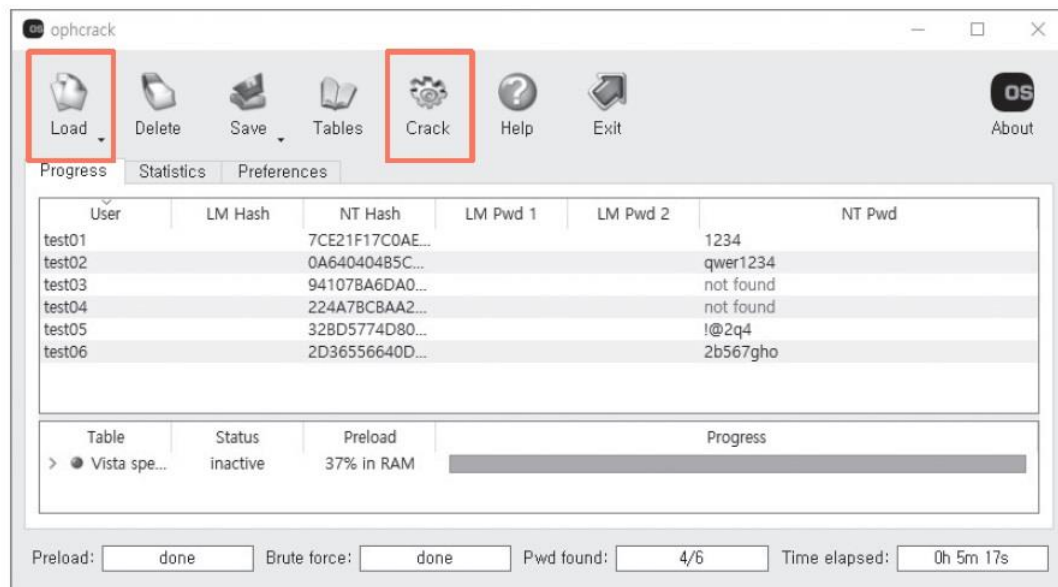 OS ophcrack
Load Delete Save Tables Crack Help Exit OS About
Progress Statistics Preferences
User LM Hash NT Hash LM Pwd 1 LM Pwd 2 NT Pwd
test01 7CE21F17C0AE... 1234
test02 0A640404B5C... qwer1234
test03 94107BA6DA0... not found
test04 224A7BCBAA2... not found
test05 32BD5774D80... !@2q4
test06 2D36556640D... 2b567gho
Table Status Preload Progress
> Vista spe... inactive 37% in RAM
Preload: done Brute force: done Pwd found: 4/6 Time elapsed: 0h 5m 17s